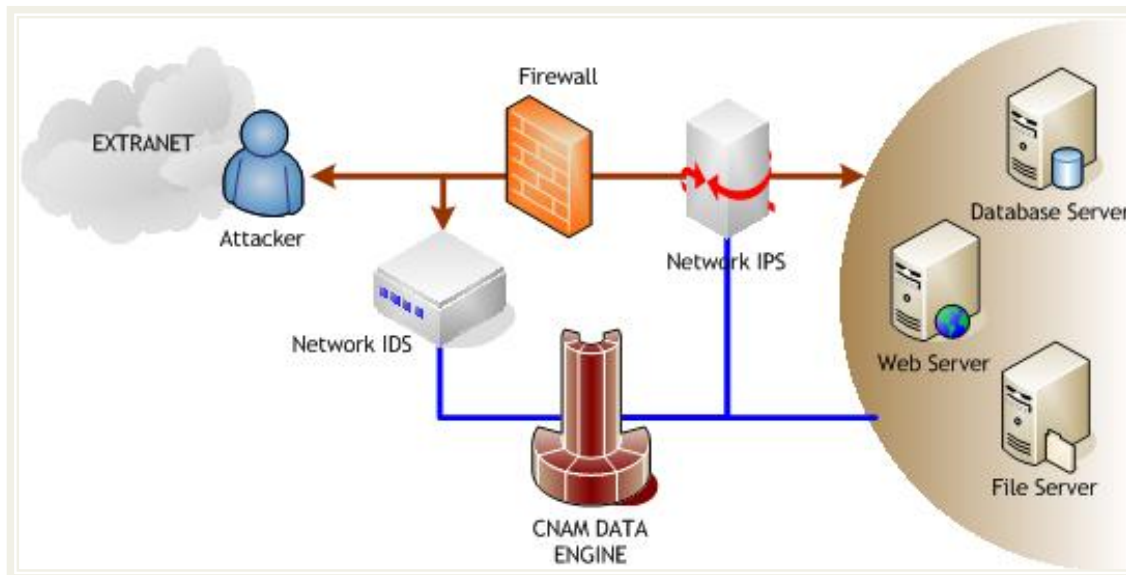 Firewall
EXTRANET
Attacker
Network IPS
Database Server
Network IDS
Web Server
File Server
CNAM DATA
ENGINE